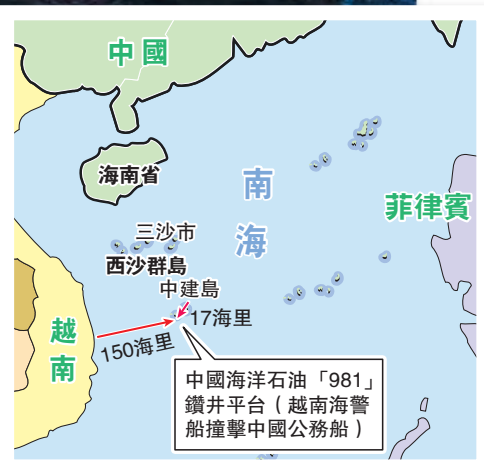 中國
海南省
南海
菲律賓
三沙市
西沙群島
中建島
17海里
150海里
越南
中國海洋石油「981」
鑽井平台（越南海警
船撞擊中國公務船）